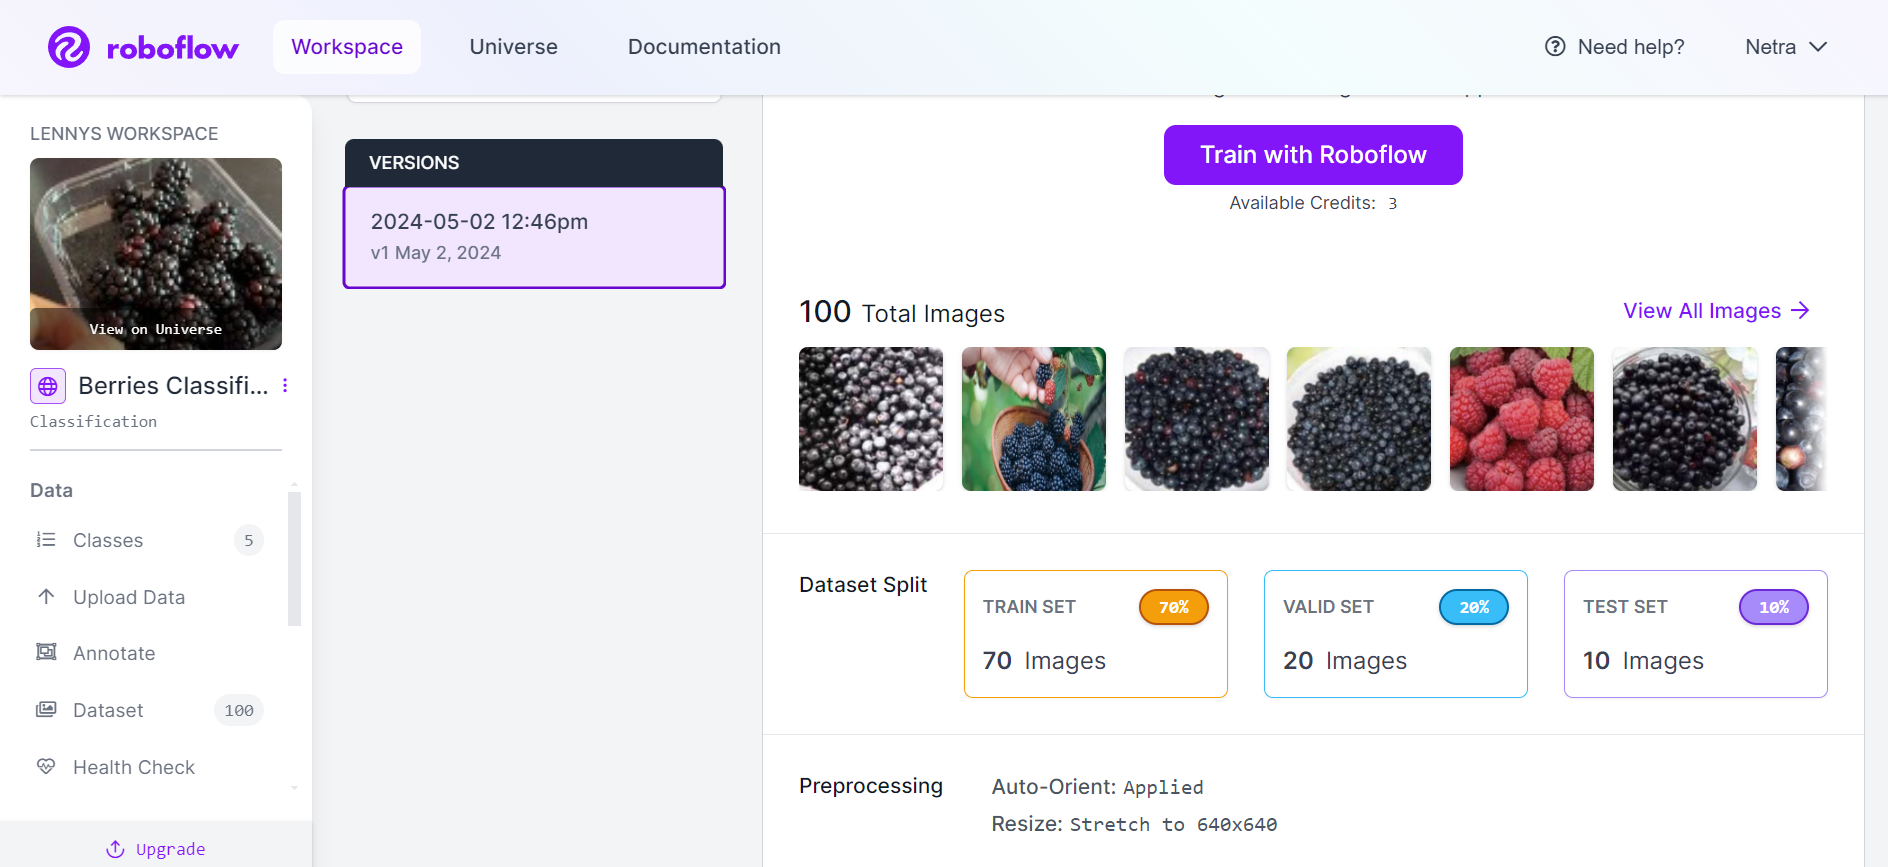 roboflow
Workspace
Universe
Documentation
Need help?
Netra
LENNYS WORKSPACE
View on Universe
Berries Classifi...
Classification
Data
Classes 5
Upload Data
Annotate
Dataset 100
Health Check
Upgrade
VERSIONS
2024-05-02 12:46pm
v1 May 2, 2024
Train with Roboflow
Available Credits: 3
100 Total Images
View All Images
Dataset Split
TRAIN SET 70%
70 Images
VALID SET 20%
20 Images
TEST SET 10%
10 Images
Preprocessing
Auto-Orient: Applied
Resize: Stretch to 640x640